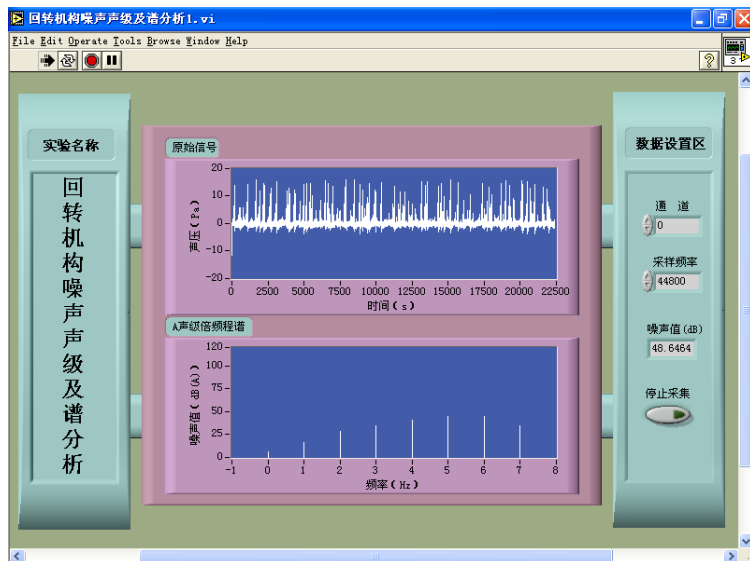 回转机构噪声声级及谱分析1.vi
File Edit Operate Tools Browse Window Help
3
实验名称
回转机构噪声声级及谱分析
原始信号
声压(Pa)
20
10
0
-10
-20
0 2500 5000 7500 10000 12500 15000 17500 20000 22500
时间(s)
A声级倍频程谱
噪声值(dB(A))
120
100
75
50
25
0
-1 0 1 2 3 4 5 6 7 8
频率(Hz)
数据设置区
通 道
0
采样频率
44800
噪声值(dB)
48.6464
停止采集